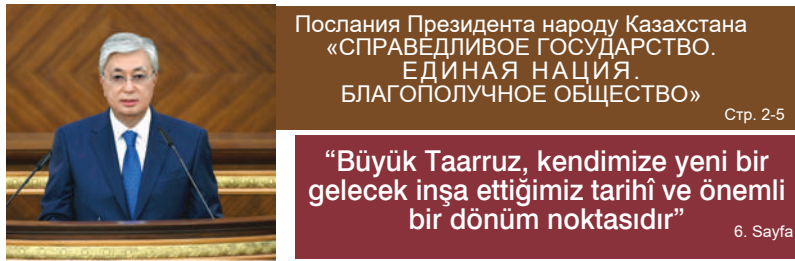 Послания Президента народу Казахстана
«СПРАВЕДЛИВОЕ ГОСУДАРСТВО.
ЕДИНАЯ НАЦИЯ.
БЛАГОПОЛУЧНОЕ ОБЩЕСТВО»
Стр. 2-5
“Büyük Taarruz, kendimize yeni bir
gelecek inşa ettiğimiz tarihî ve önemli
bir dönüm noktasıdır”
6. Sayfa